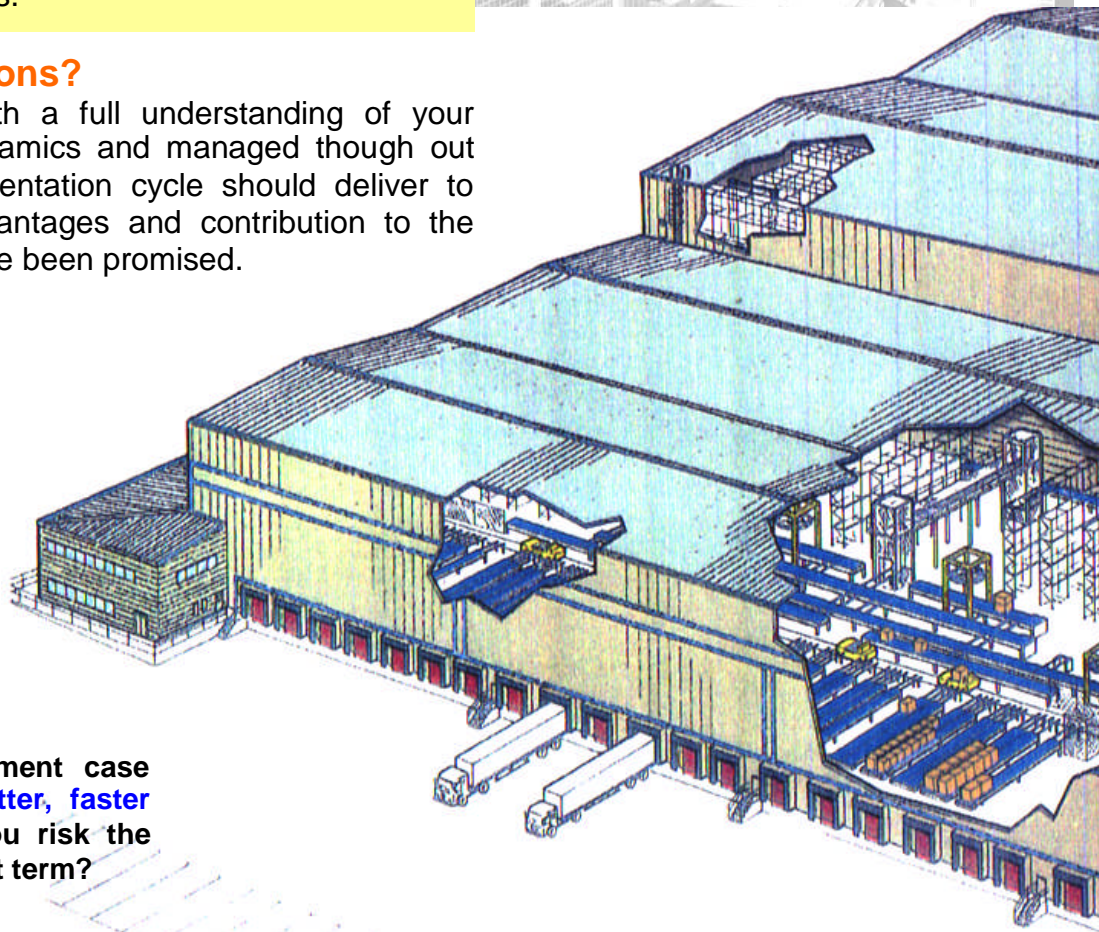 s.
ons?
th a full understanding of your
amics and managed though out
entation cycle should deliver to
antages and contribution to the
e been promised.
ment case
tter, faster
ou risk the
t term?